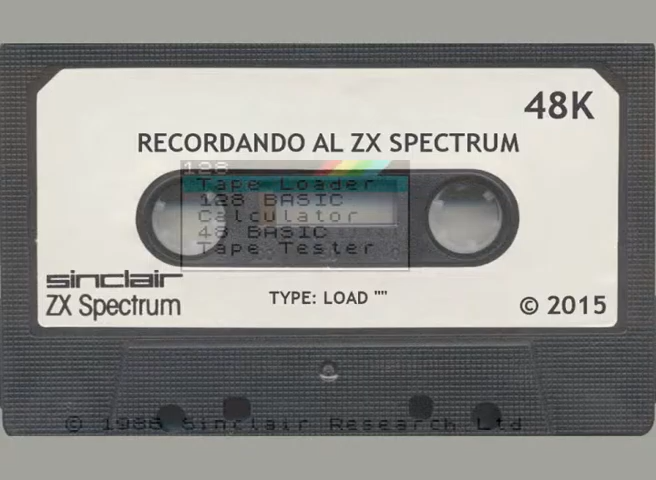 48K
RECORDANDO AL ZX SPECTRUM
128
Tape Loader
128 BASIC
Calculator
48 BASIC
Tape Tester
sinclair
ZX Spectrum
TYPE: LOAD ""
© 2015
© 1986 Sinclair Research Ltd